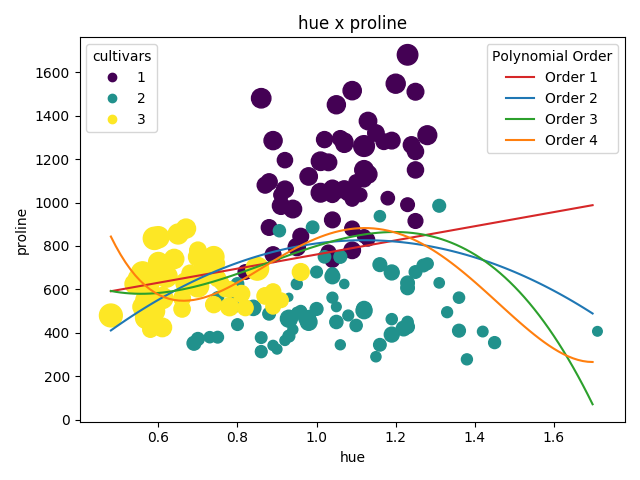 hue x proline
cultivars
1
2
3
Polynomial Order
Order 1
Order 2
Order 3
Order 4
proline
1600
1400
1200
1000
800
600
400
200
0
0.6 0.8 1.0 1.2 1.4 1.6
hue